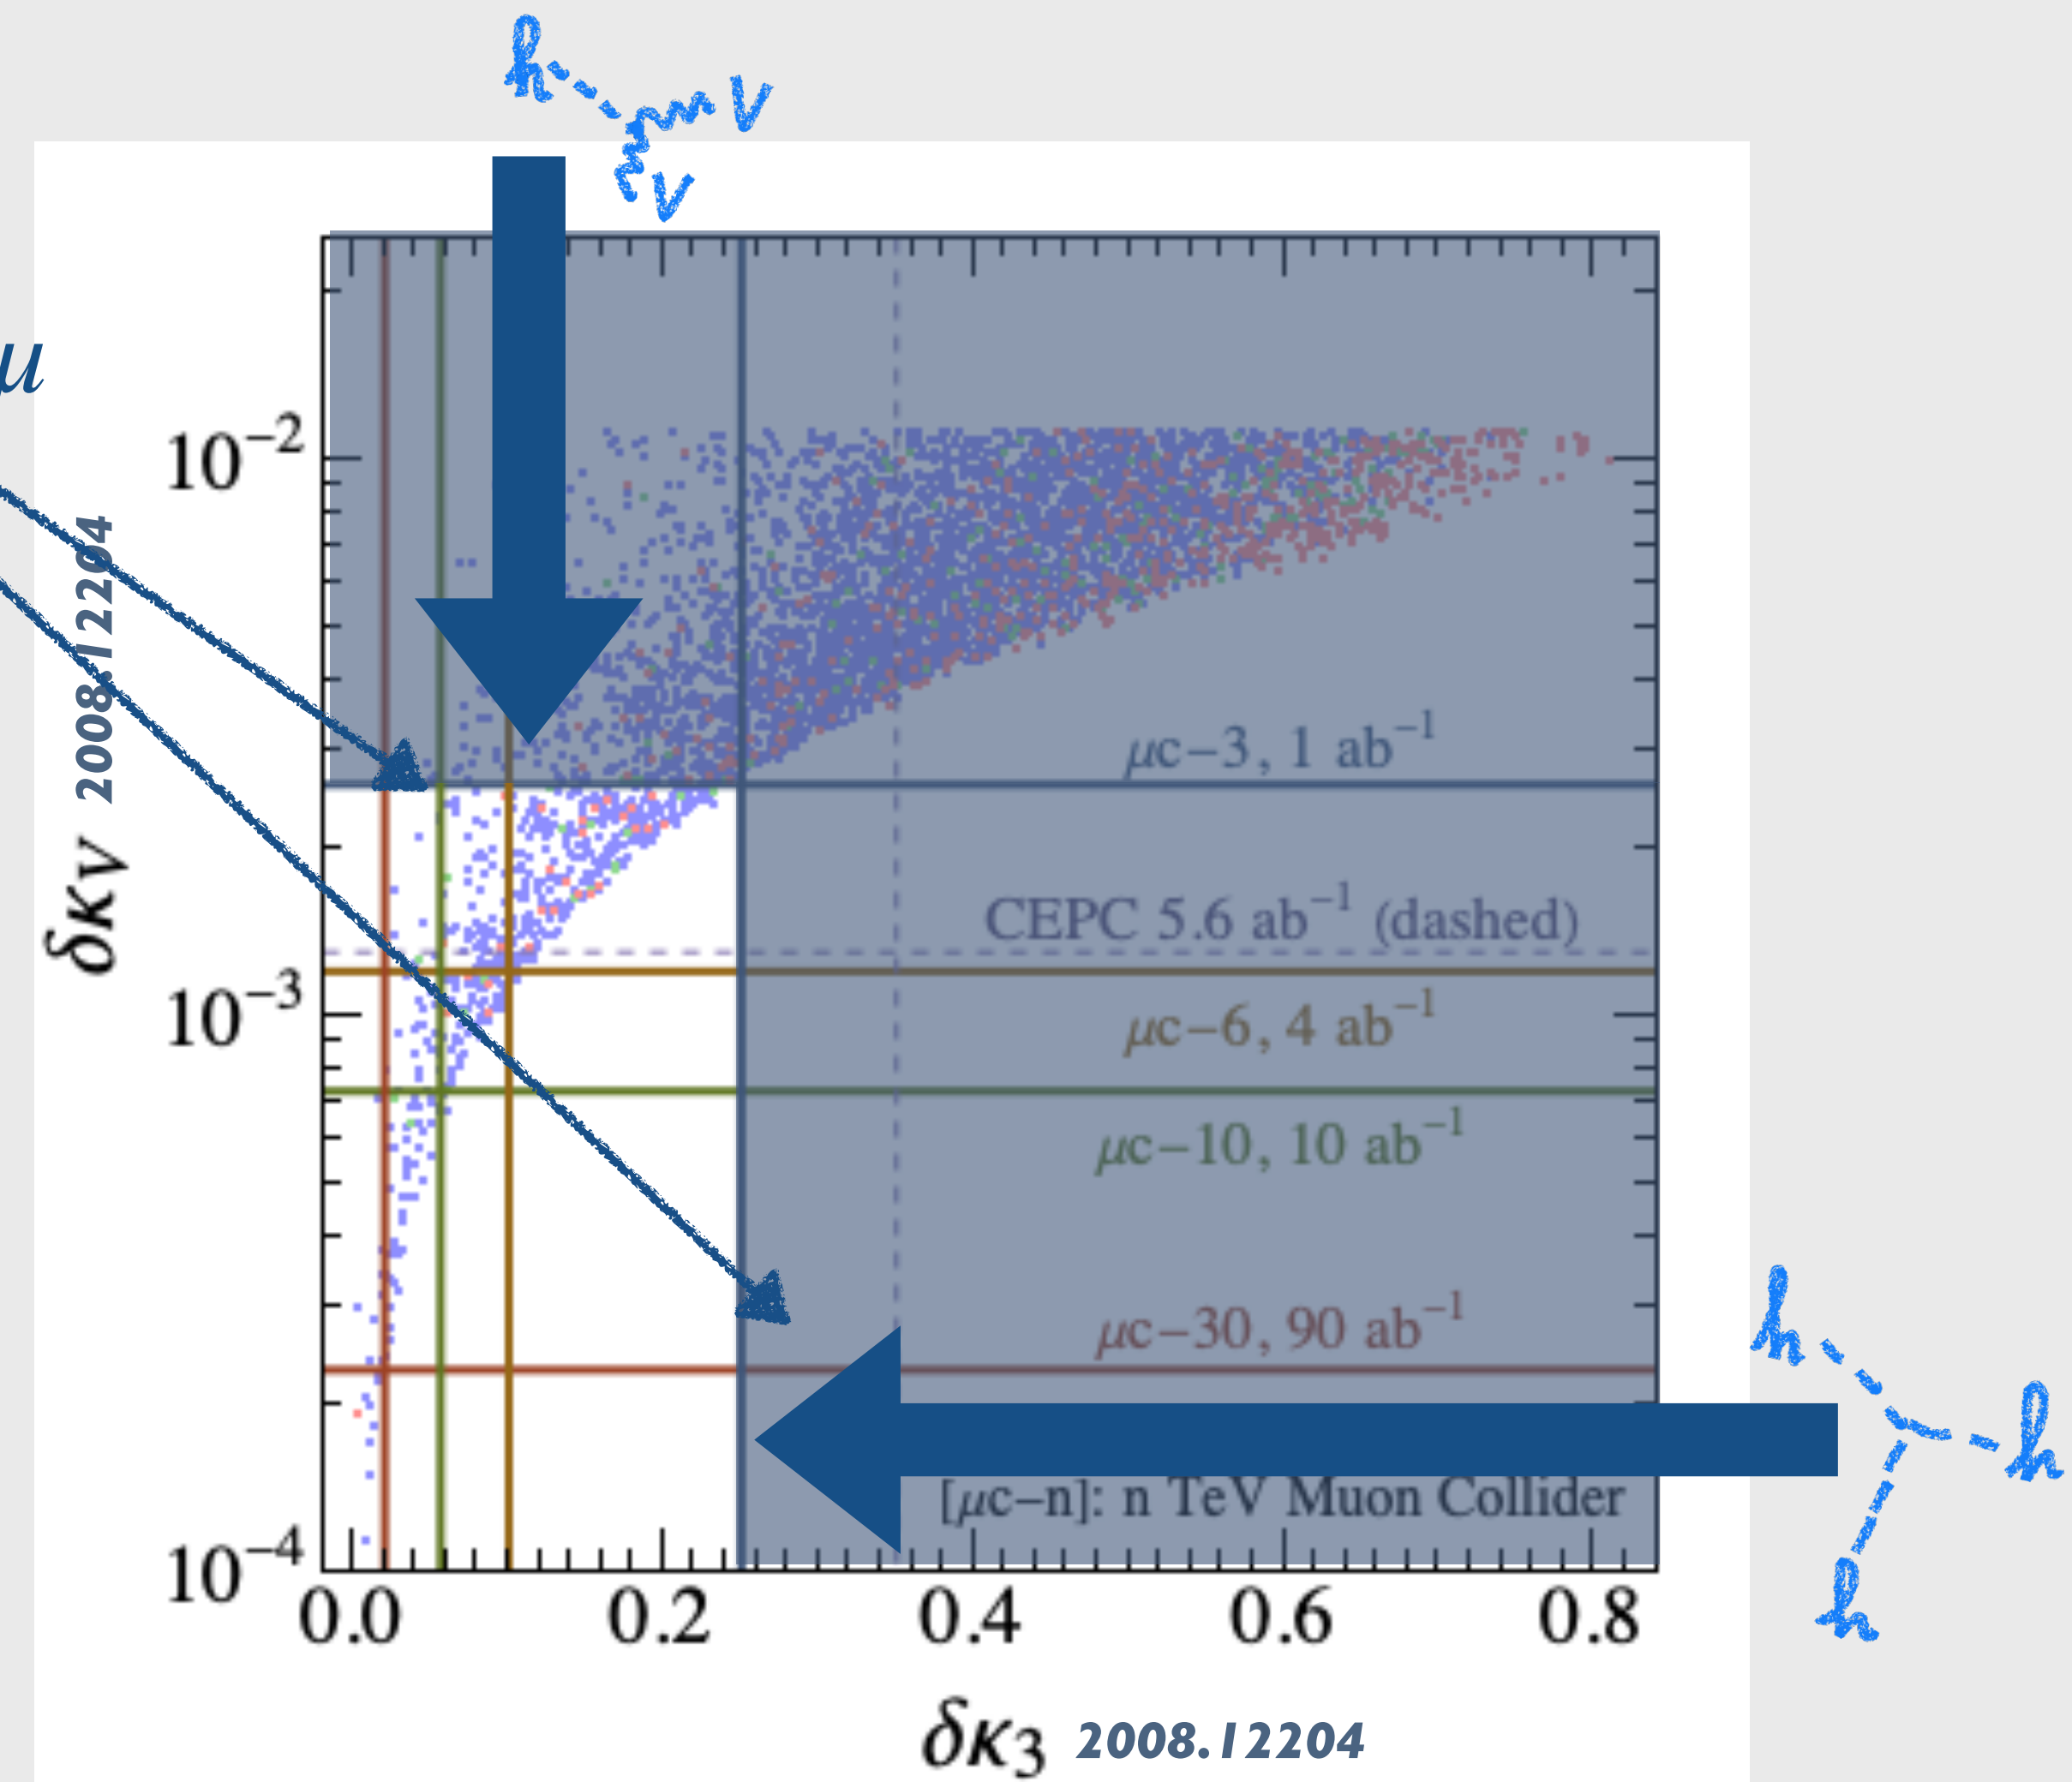 h
V
V
μ
10⁻²
2008.12204
μc−3, 1 ab⁻¹
δκV
CEPC 5.6 ab⁻¹ (dashed)
10⁻³
μc−6, 4 ab⁻¹
μc−10, 10 ab⁻¹
μc−30, 90 ab⁻¹
h
h
[μc−n]: n TeV Muon Collider
10⁻⁴
h
0.0 0.2 0.4 0.6 0.8
δκ₃ 2008.12204